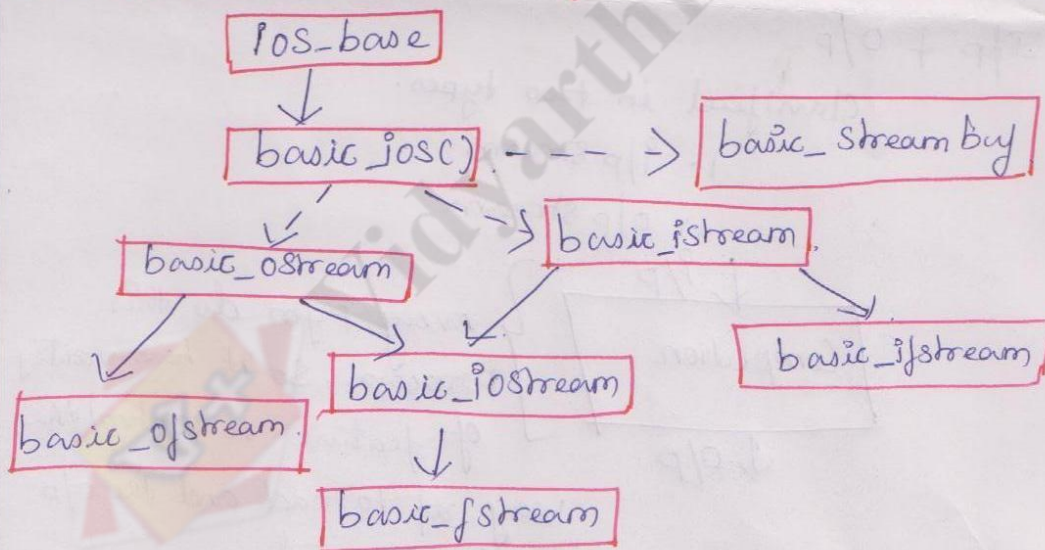 ios_base
basic_ios()
basic_streambuf
basic_ostream
basic_istream
basic_ofstream
basic_iostream
basic_ifstream
basic_fstream